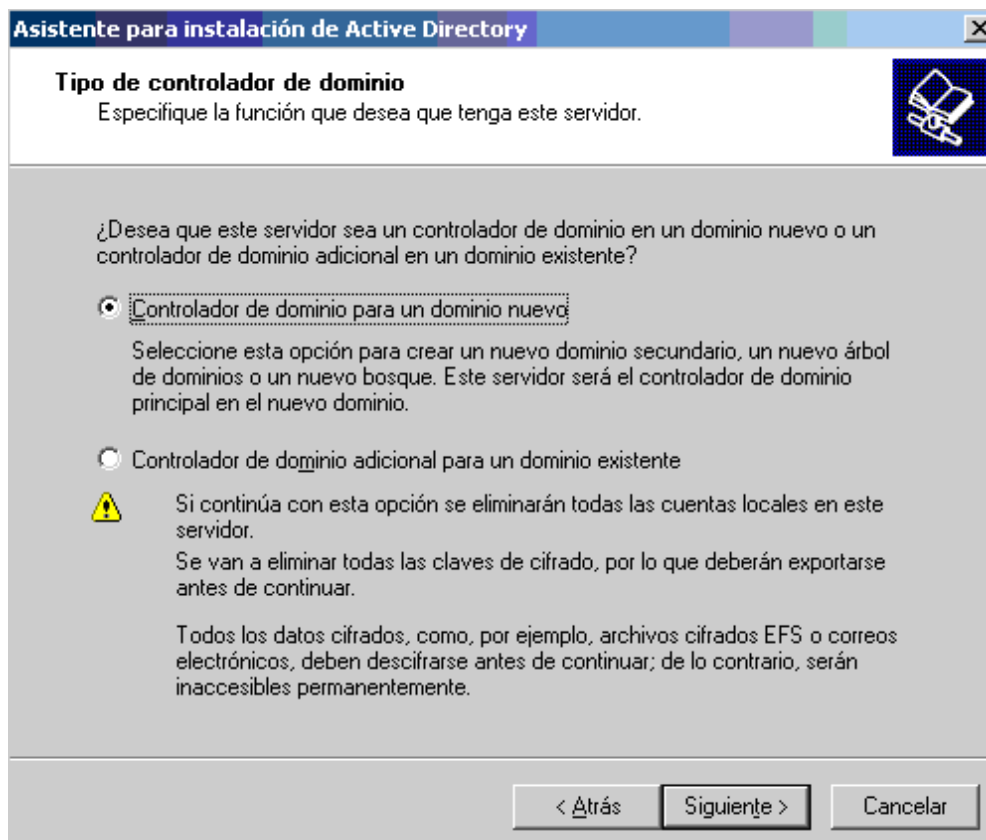 Asistente para instalación de Active Directory
Tipo de controlador de dominio
Especifique la función que desea que tenga este servidor.
¿Desea que este servidor sea un controlador de dominio en un dominio nuevo o un
controlador de dominio adicional en un dominio existente?
Controlador de dominio para un dominio nuevo
Seleccione esta opción para crear un nuevo dominio secundario, un nuevo árbol
de dominios o un nuevo bosque. Este servidor será el controlador de dominio
principal en el nuevo dominio.
Controlador de dominio adicional para un dominio existente
Si continúa con esta opción se eliminarán todas las cuentas locales en este
servidor.
Se van a eliminar todas las claves de cifrado, por lo que deberán exportarse
antes de continuar.
Todos los datos cifrados, como, por ejemplo, archivos cifrados EFS o correos
electrónicos, deben descifrarse antes de continuar; de lo contrario, serán
inaccesibles permanentemente.
< Atrás Siguiente > Cancelar